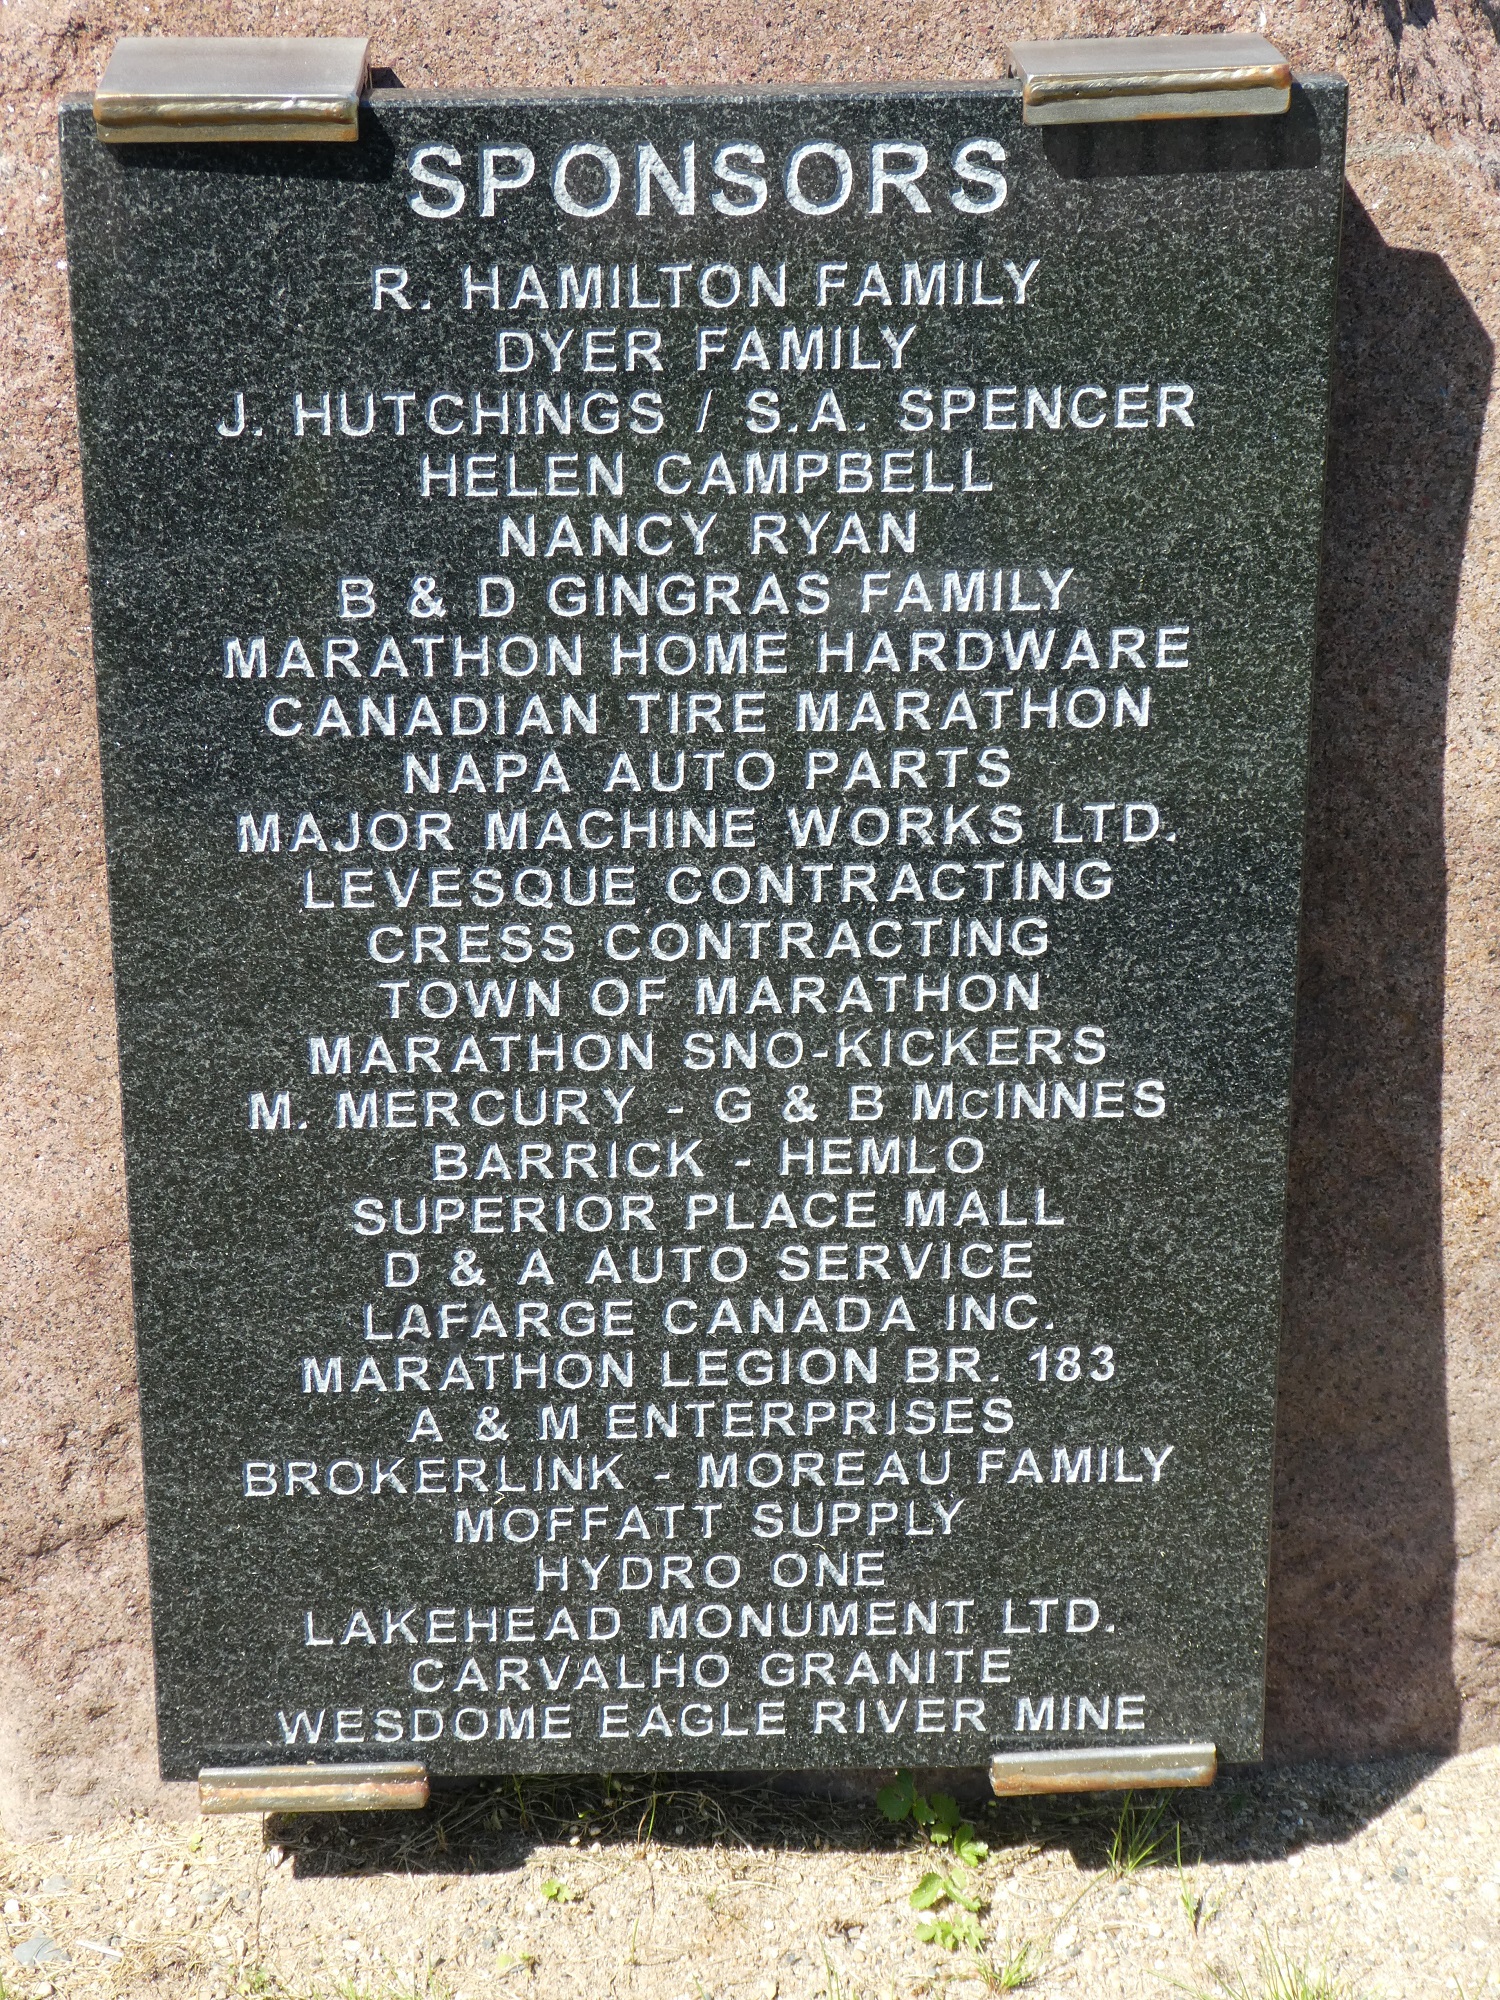 SPONSORS
R. HAMILTON FAMILY
DYER FAMILY
J. HUTCHINGS / S.A. SPENCER
HELEN CAMPBELL
NANCY RYAN
B & D GINGRAS FAMILY
MARATHON HOME HARDWARE
CANADIAN TIRE MARATHON
NAPA AUTO PARTS
MAJOR MACHINE WORKS LTD.
LEVESQUE CONTRACTING
CRESS CONTRACTING
TOWN OF MARATHON
MARATHON SNO-KICKERS
M. MERCURY - G & B McINNES
BARRICK - HEMLO
SUPERIOR PLACE MALL
D & A AUTO SERVICE
LAFARGE CANADA INC.
MARATHON LEGION BR. 183
A & M ENTERPRISES
BROKERLINK - MOREAU FAMILY
MOFFATT SUPPLY
HYDRO ONE
LAKEHEAD MONUMENT LTD.
CARVALHO GRANITE
WESDOME EAGLE RIVER MINE